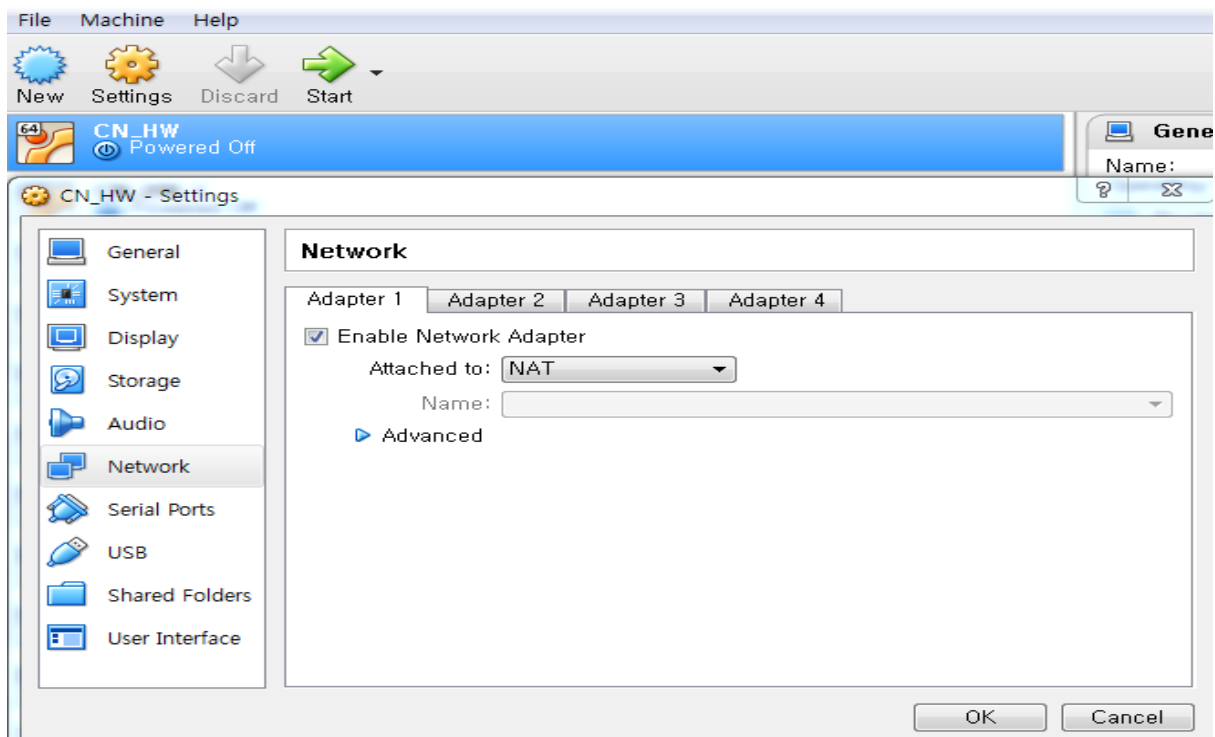 File Machine Help
New Settings Discard Start
64 CN_HW
Powered Off
Gene
Name:
CN_HW - Settings
General
System
Display
Storage
Audio
Network
Serial Ports
USB
Shared Folders
User Interface
Network
Adapter 1 Adapter 2 Adapter 3 Adapter 4
Enable Network Adapter
Attached to: NAT
Name:
Advanced
OK Cancel